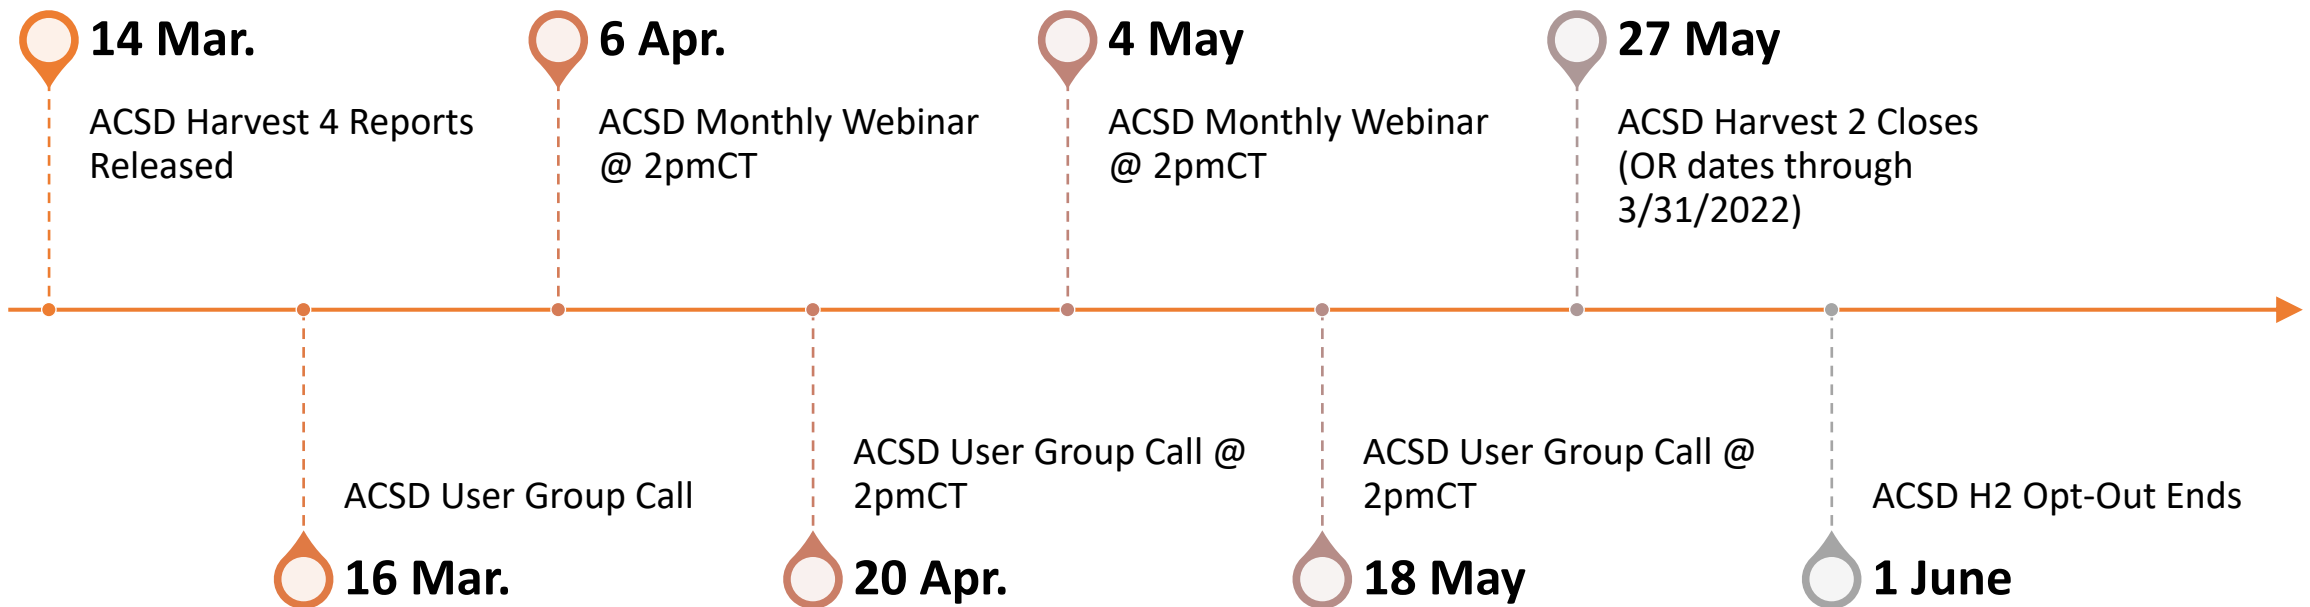 14 Mar.
ACSD Harvest 4 Reports
Released
6 Apr.
ACSD Monthly Webinar
@ 2pmCT
4 May
ACSD Monthly Webinar
@ 2pmCT
27 May
ACSD Harvest 2 Closes
(OR dates through
3/31/2022)
ACSD User Group Call
16 Mar.
ACSD User Group Call @
2pmCT
20 Apr.
ACSD User Group Call @
2pmCT
18 May
ACSD H2 Opt-Out Ends
1 June